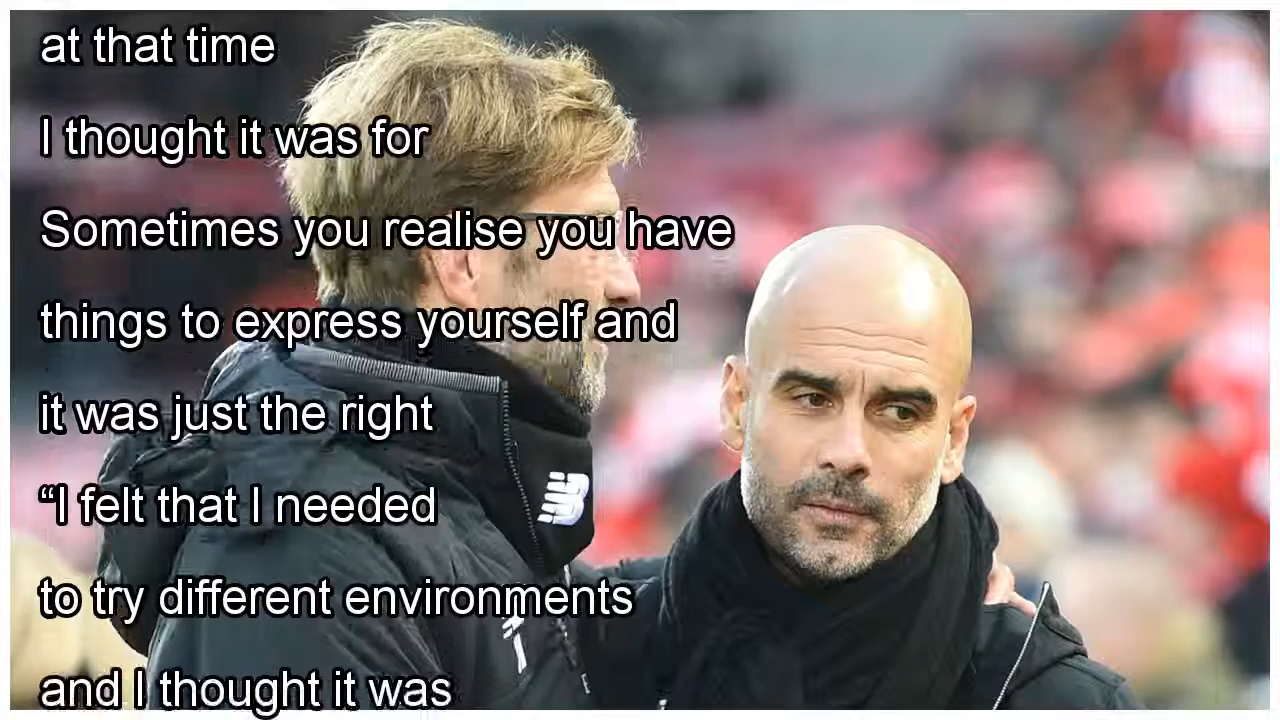 at that time
I thought it was for
Sometimes you realise you have
things to express yourself and
it was just the right
“I felt that I needed
to try different environments
and I thought it was